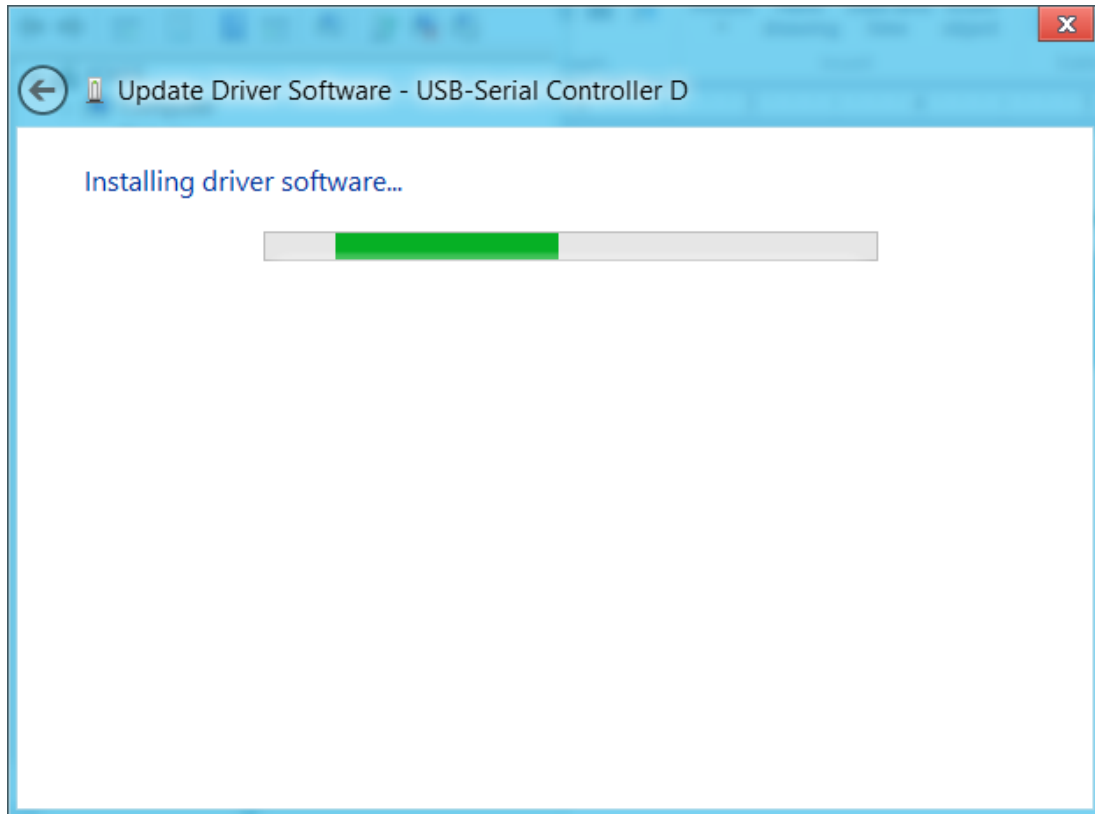 Update Driver Software - USB-Serial Controller D
Installing driver software...